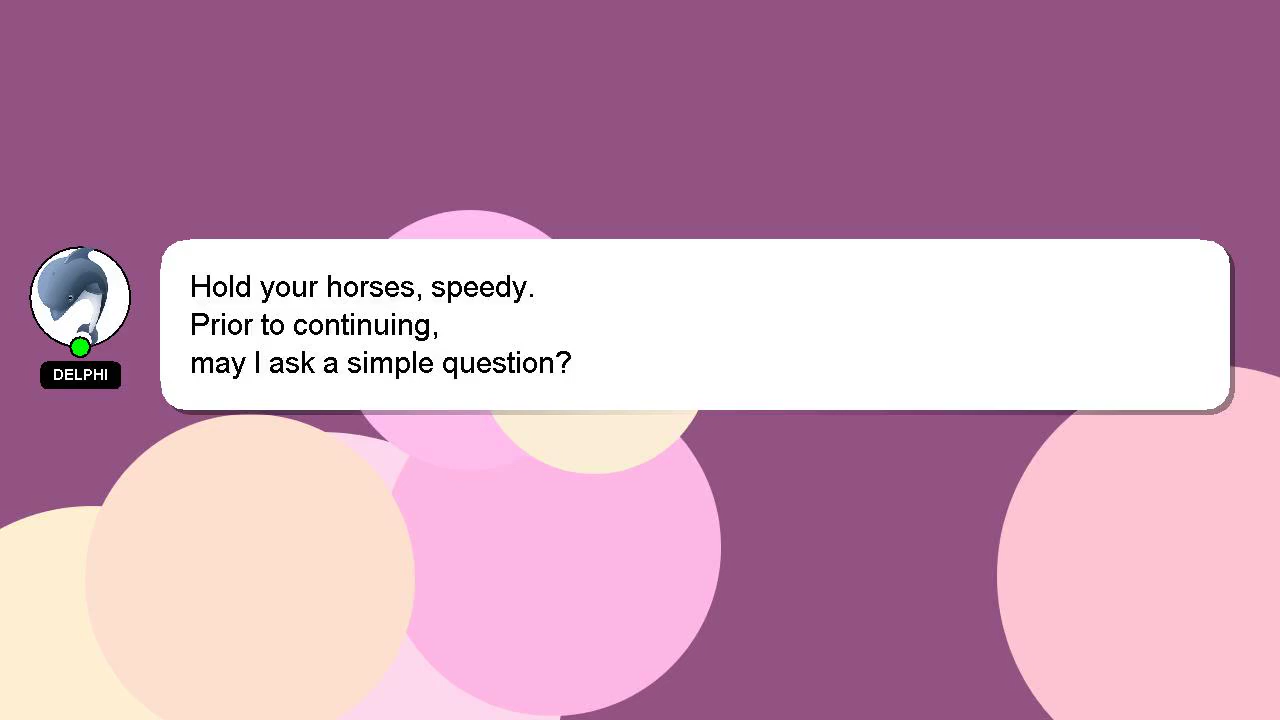 Hold your horses, speedy.
Prior to continuing,
may I ask a simple question?
DELPHI